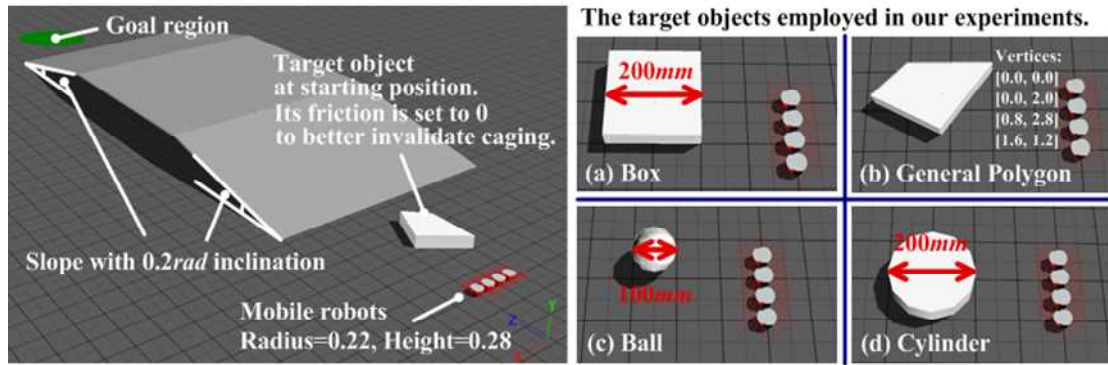 Goal region
Target object
at starting position.
Its friction is set to 0
to better invalidate caging.
Slope with 0.2rad inclination
Mobile robots
Radius=0.22, Height=0.28
Z
Y
X
The target objects employed in our experiments.
200mm
(a) Box
Vertices:
[0.0, 0.0]
[0.0, 2.0]
[0.8, 2.8]
[1.6, 1.2]
(b) General Polygon
100mm
(c) Ball
200mm
(d) Cylinder